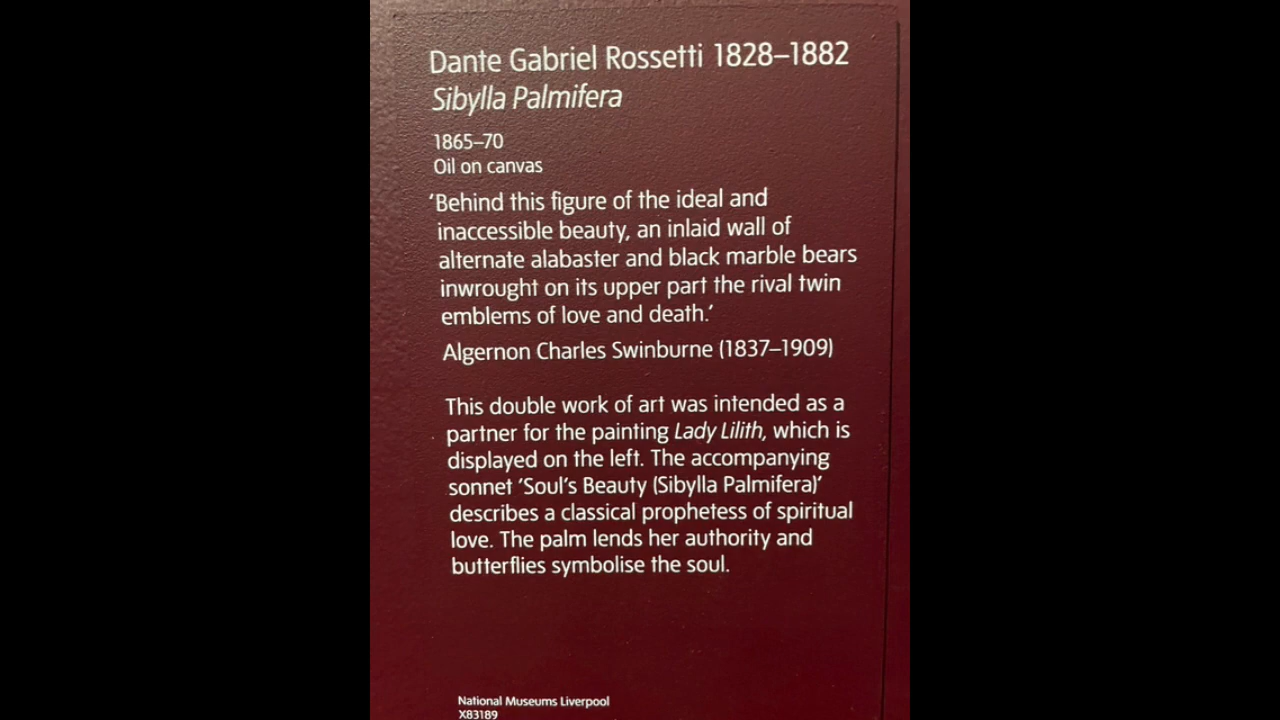 Dante Gabriel Rossetti 1828–1882
Sibylla Palmifera
1865–70
Oil on canvas
‘Behind this figure of the ideal and
inaccessible beauty, an inlaid wall of
alternate alabaster and black marble bears
inwrought on its upper part the rival twin
emblems of love and death.’
Algernon Charles Swinburne (1837–1909)
This double work of art was intended as a
partner for the painting Lady Lilith, which is
displayed on the left. The accompanying
sonnet ‘Soul’s Beauty (Sibylla Palmifera)’
describes a classical prophetess of spiritual
love. The palm lends her authority and
butterflies symbolise the soul.
National Museums Liverpool
X83189